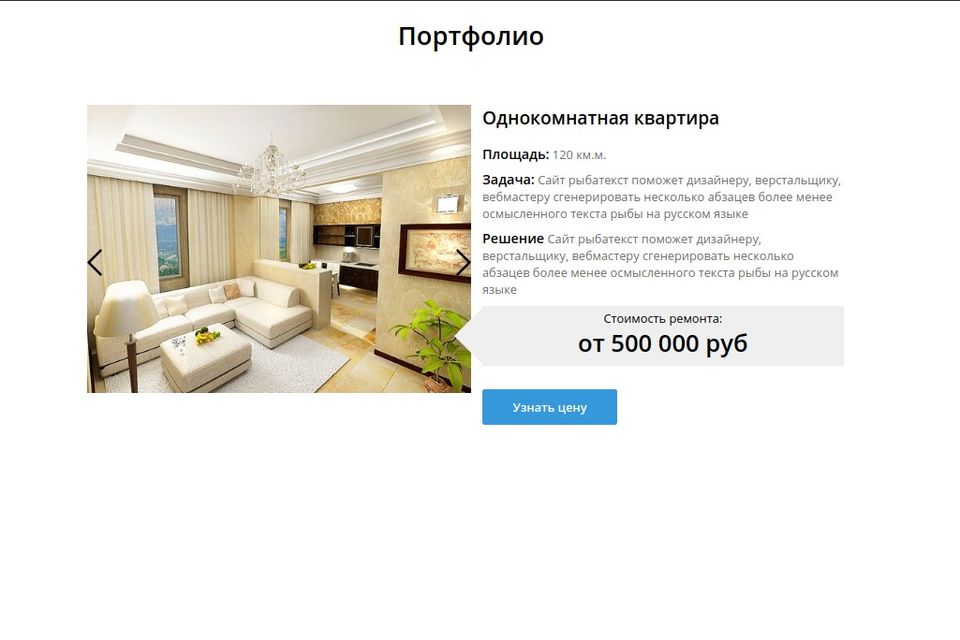 Портфолио
Однокомнатная квартира
Площадь: 120 км.м.
Задача: Сайт рыбатекст поможет дизайнеру, верстальщику,
вебмастеру сгенерировать несколько абзацев более менее
осмысленного текста рыбы на русском языке
Решение Сайт рыбатекст поможет дизайнеру,
верстальщику, вебмастеру сгенерировать несколько
абзацев более менее осмысленного текста рыбы на русском
языке
Стоимость ремонта:
от 500 000 руб
Узнать цену